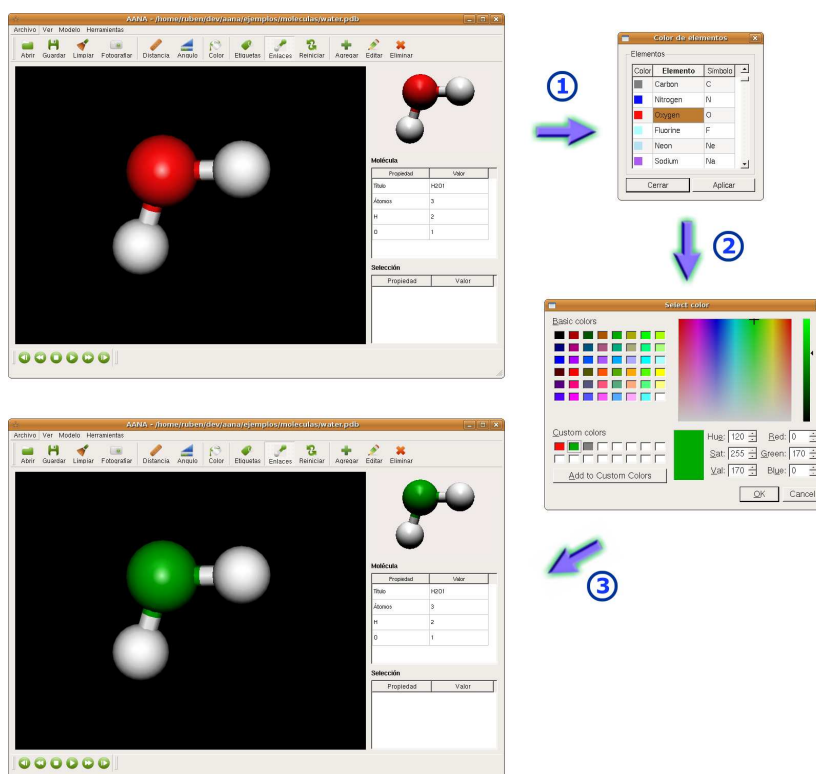 AANA - /home/ruben/dev/aana/ejemplos/moleculas/water.pdb
Archivo Ver Modelo Herramientas
Abrir Guardar Limpiar Fotografiar Distancia Angulo Color Etiquetas Enlaces Reiniciar Agregar Editar Eliminar
Molécula
Propiedad Valor
Título H2O1
Átomos 3
H 2
O 1
Selección
Propiedad Valor
1
Color de elementos
Elementos
Color Elemento Símbolo
Carbon C
Nitrogen N
Oxygen O
Fluorine F
Neon Ne
Sodium Na
Cerrar Aplicar
2
Select color
Basic colors
Custom colors
Hue: 120 Red: 0
Sat: 255 Green: 170
Val: 170 Blue: 0
Add to Custom Colors
OK Cancel
3
AANA - /home/ruben/dev/aana/ejemplos/moleculas/water.pdb
Archivo Ver Modelo Herramientas
Abrir Guardar Limpiar Fotografiar Distancia Angulo Color Etiquetas Enlaces Reiniciar Agregar Editar Eliminar
Molécula
Propiedad Valor
Título H2O1
Átomos 3
H 2
O 1
Selección
Propiedad Valor